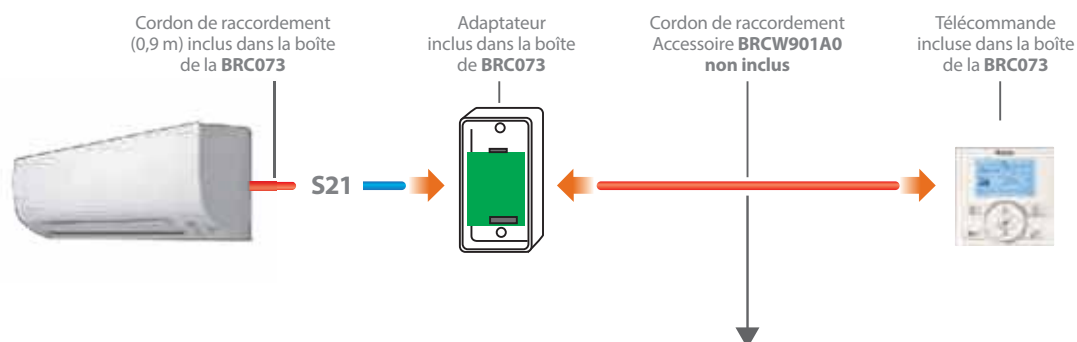 Cordon de raccordement
(0,9 m) inclus dans la boîte
de la BRC073
Adaptateur
inclus dans la boîte
de BRC073
Cordon de raccordement
Accessoire BRCW901A0
non inclus
Télécommande
incluse dans la boîte
de la BRC073
S21